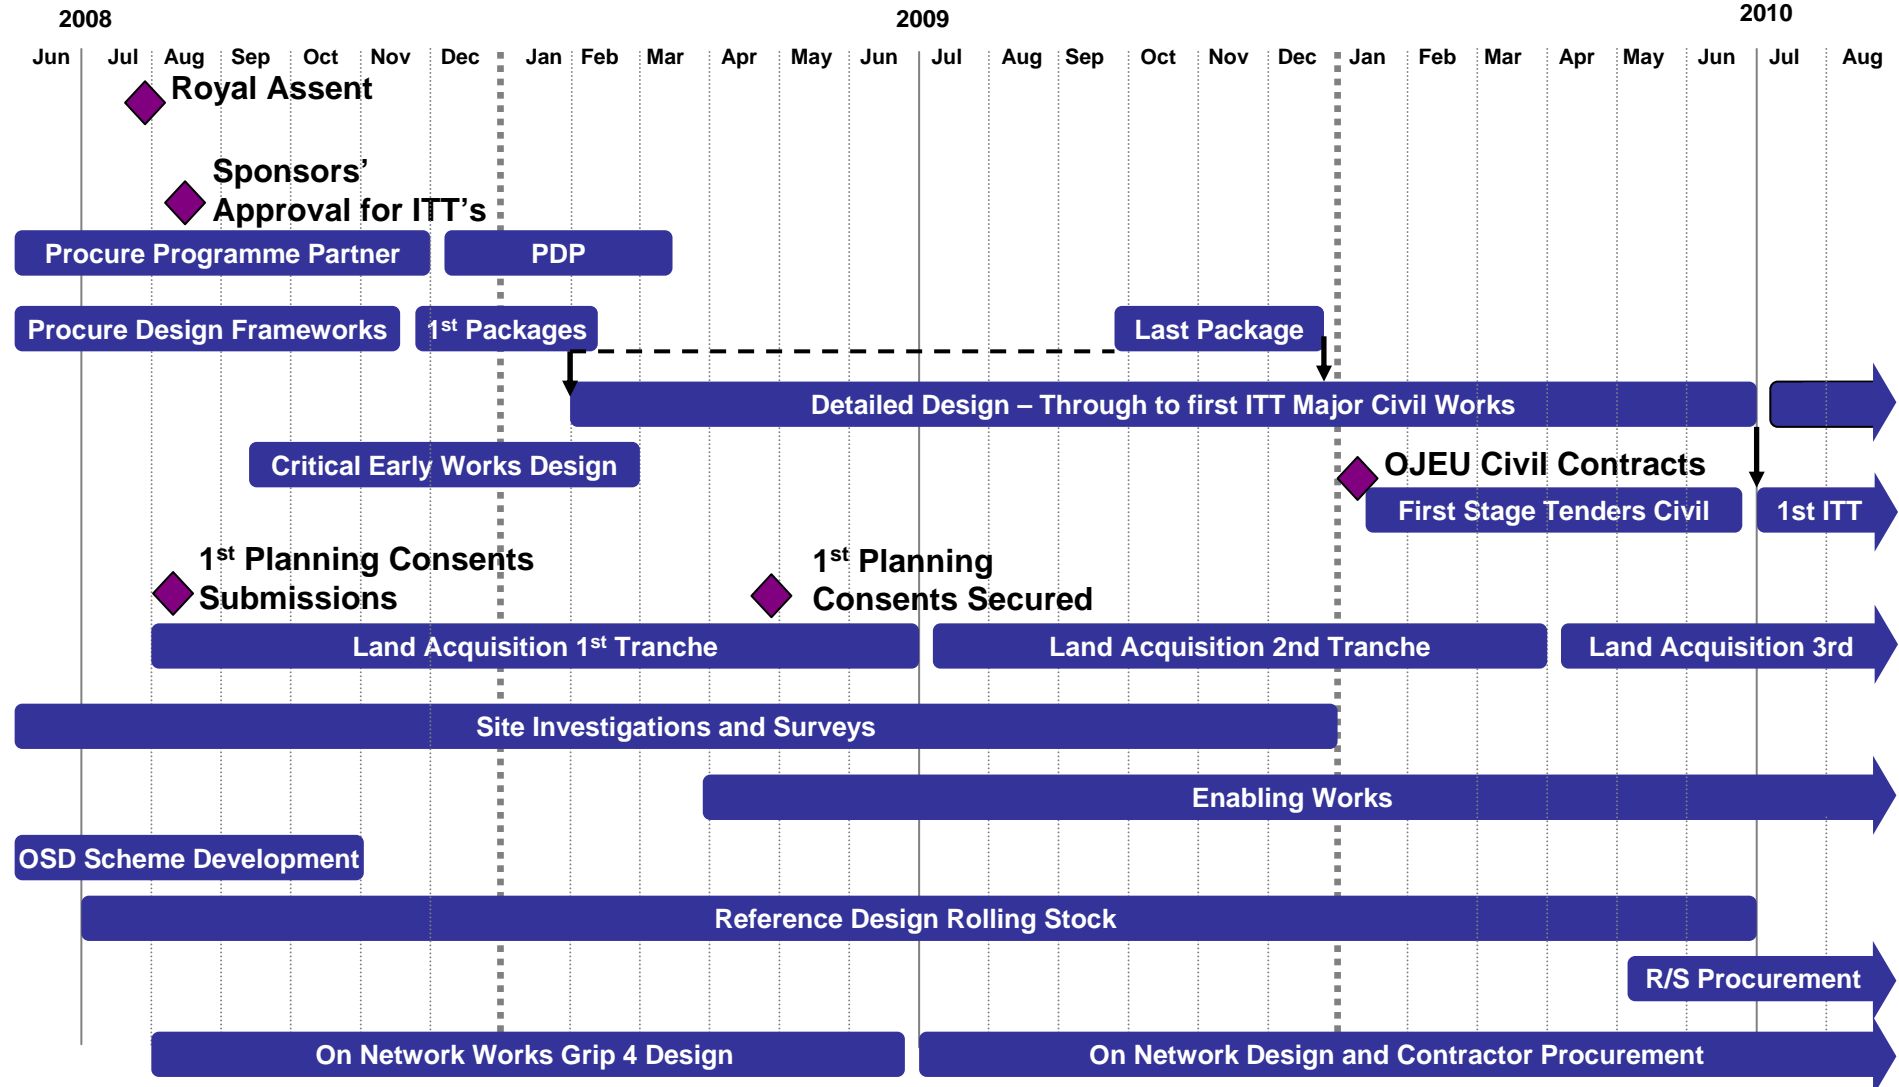 2008 2009 2010
Jun Jul Aug Sep Oct Nov Dec Jan Feb Mar Apr May Jun Jul Aug Sep Oct Nov Dec Jan Feb Mar Apr May Jun Jul Aug
Royal Assent
Sponsors’
Approval for ITT’s
Procure Programme Partner PDP
Procure Design Frameworks 1st Packages Last Package
Detailed Design – Through to first ITT Major Civil Works
Critical Early Works Design OJEU Civil Contracts
First Stage Tenders Civil 1st ITT
1st Planning Consents
Submissions
1st Planning
Consents Secured
Land Acquisition 1st Tranche Land Acquisition 2nd Tranche Land Acquisition 3rd
Site Investigations and Surveys
Enabling Works
OSD Scheme Development
Reference Design Rolling Stock
R/S Procurement
On Network Works Grip 4 Design On Network Design and Contractor Procurement